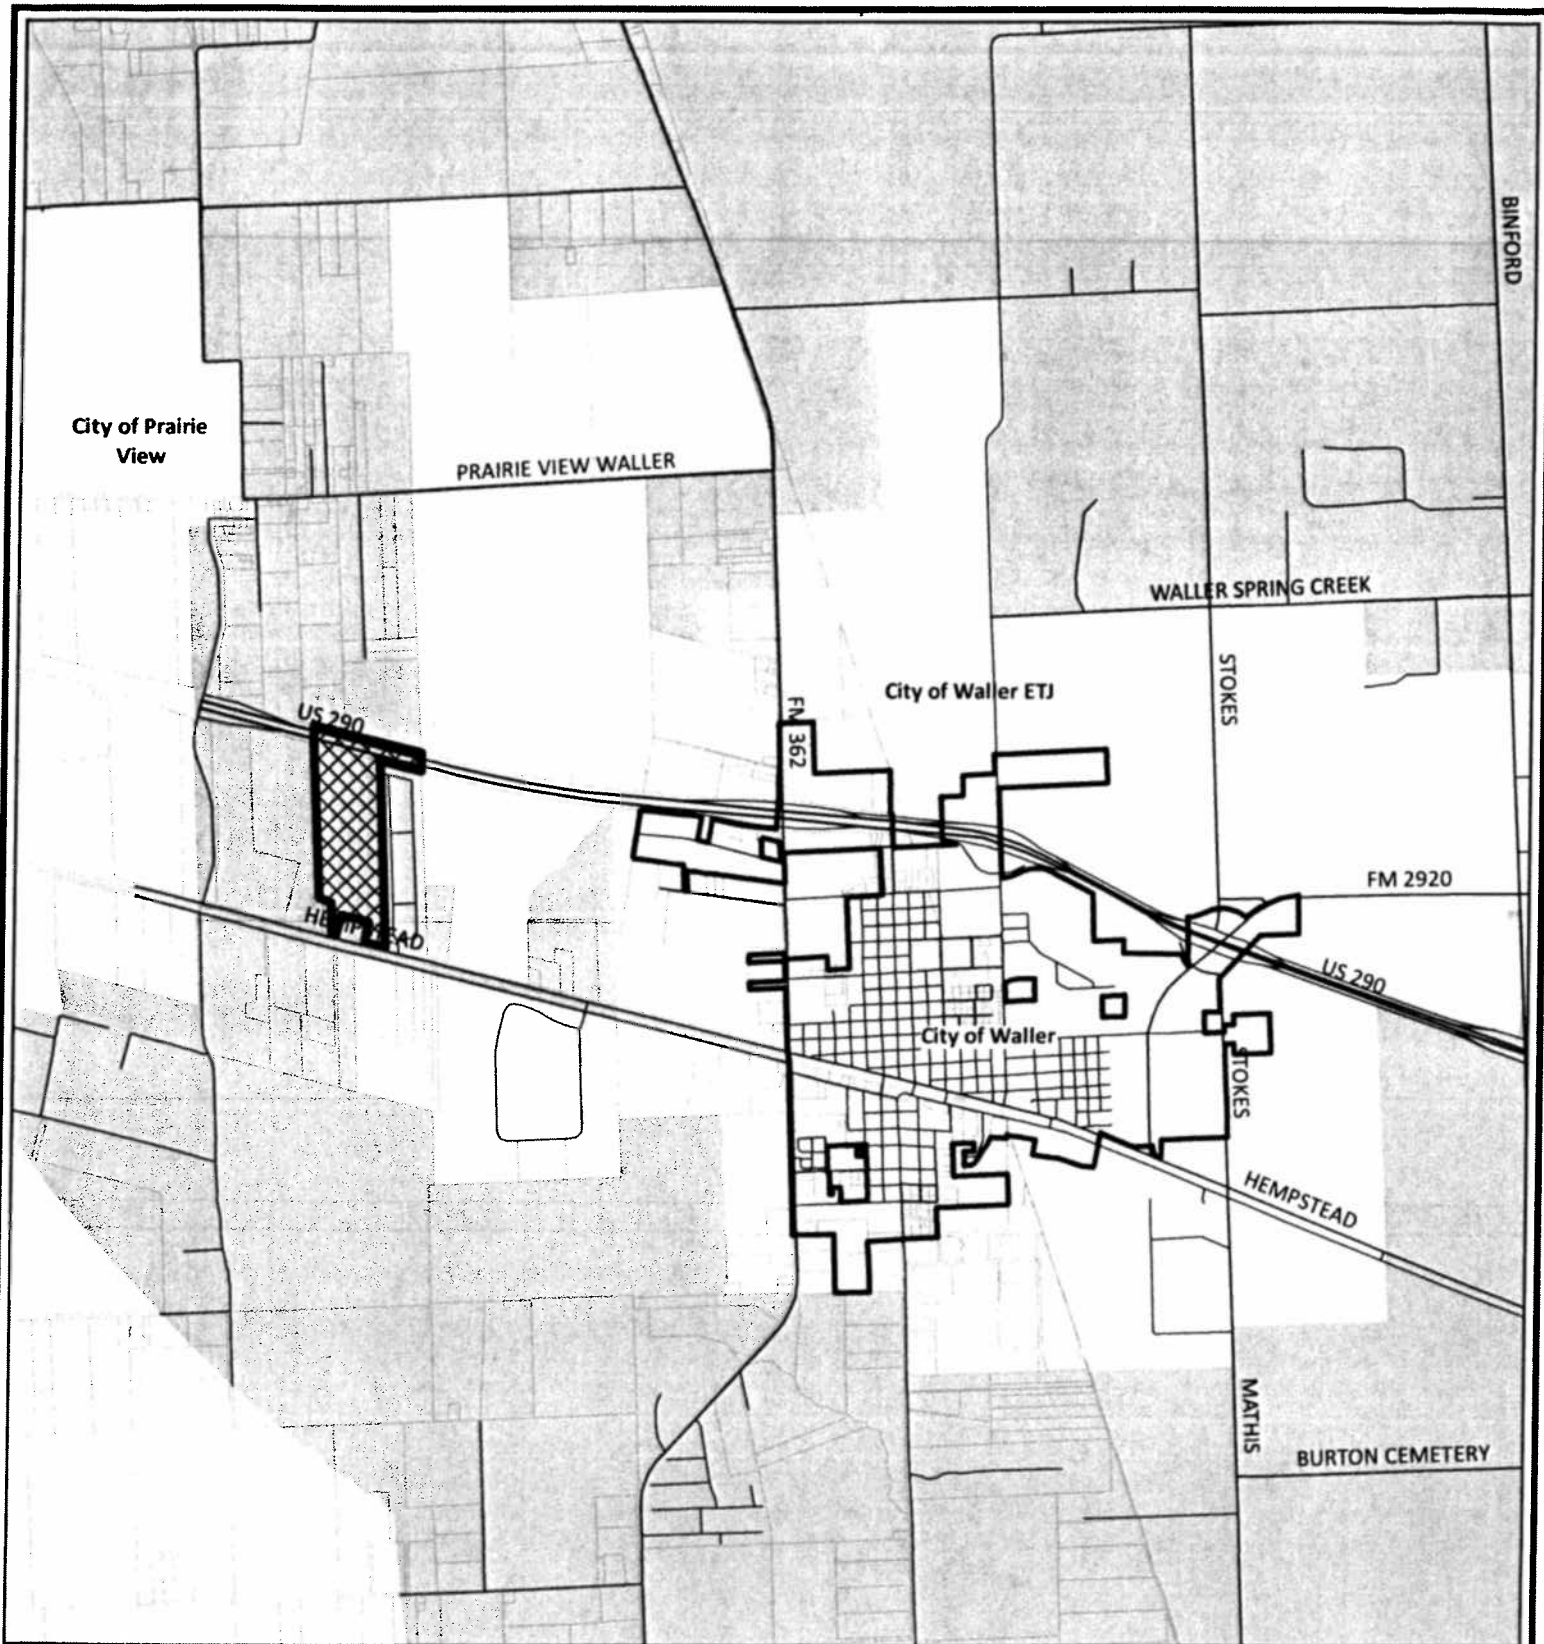 BINFORD
City of Prairie
View
PRAIRIE VIEW WALLER
WALLER SPRING CREEK
STOKES
City of Waller ETJ
FM 362
US 290
FM 2920
HEMPSTEAD
US 290
City of Waller
STOKES
HEMPSTEAD
MATHIS
BURTON CEMETERY